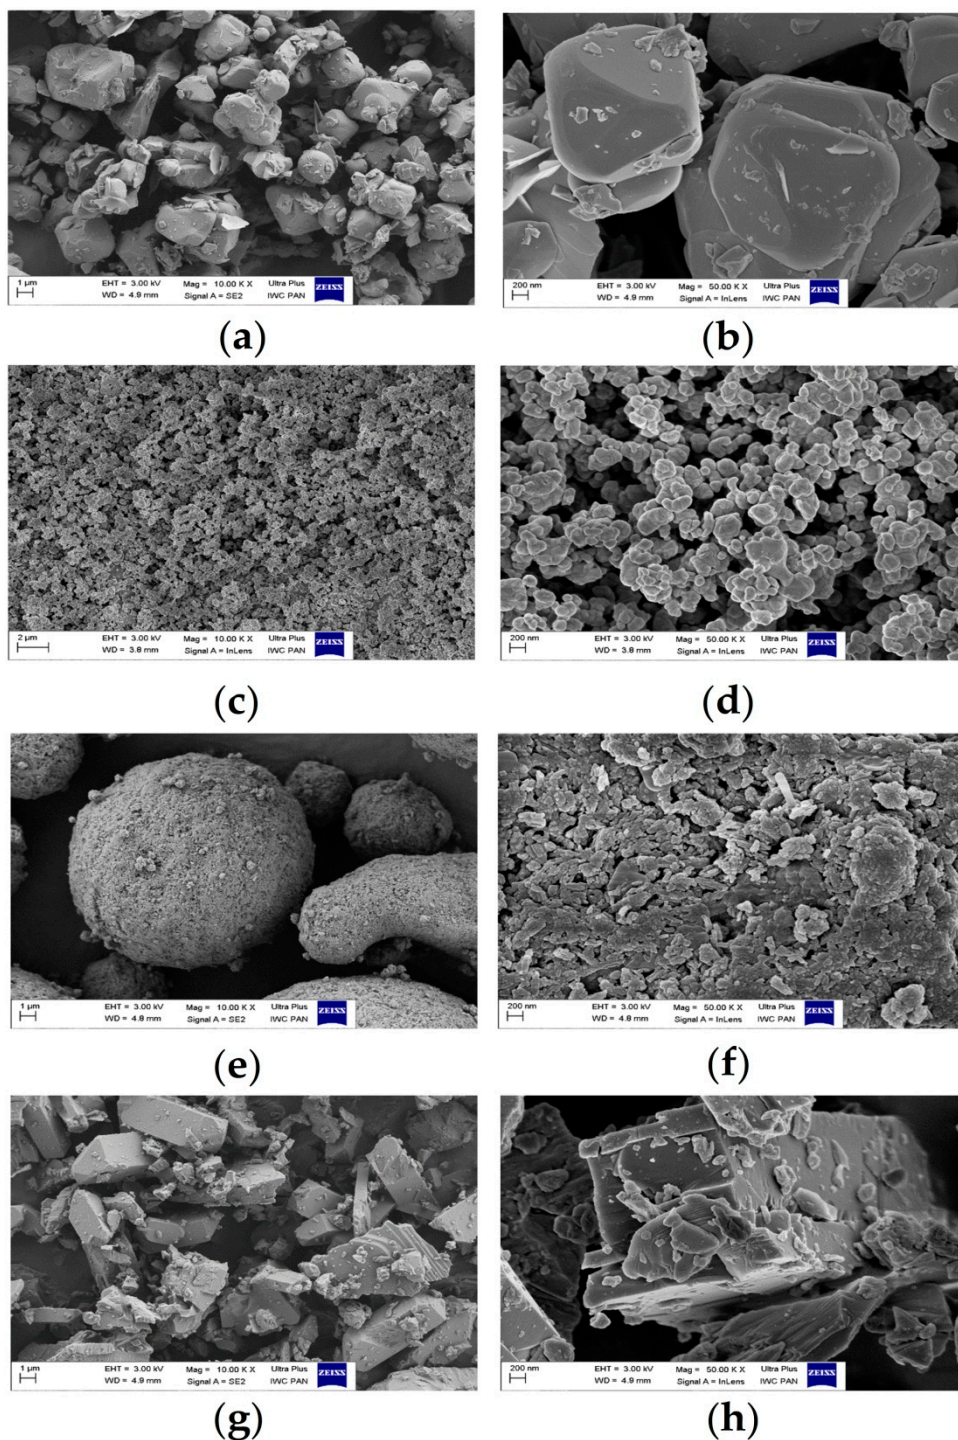 1 µm EHT = 3.00 kV Mag = 10.00 K X Ultra Plus ZEISS
WD = 4.9 mm Signal A = SE2 IWC PAN
200 nm EHT = 3.00 kV Mag = 50.00 K X Ultra Plus ZEISS
WD = 4.9 mm Signal A = InLens IWC PAN
(a) (b)
2 µm EHT = 3.00 kV Mag = 10.00 K X Ultra Plus ZEISS
WD = 3.8 mm Signal A = InLens IWC PAN
200 nm EHT = 3.00 kV Mag = 50.00 K X Ultra Plus ZEISS
WD = 3.8 mm Signal A = InLens IWC PAN
(c) (d)
1 µm EHT = 3.00 kV Mag = 10.00 K X Ultra Plus ZEISS
WD = 4.8 mm Signal A = SE2 IWC PAN
200 nm EHT = 3.00 kV Mag = 50.00 K X Ultra Plus ZEISS
WD = 4.8 mm Signal A = InLens IWC PAN
(e) (f)
1 µm EHT = 3.00 kV Mag = 10.00 K X Ultra Plus ZEISS
WD = 4.9 mm Signal A = SE2 IWC PAN
200 nm EHT = 3.00 kV Mag = 50.00 K X Ultra Plus ZEISS
WD = 4.9 mm Signal A = InLens IWC PAN
(g) (h)